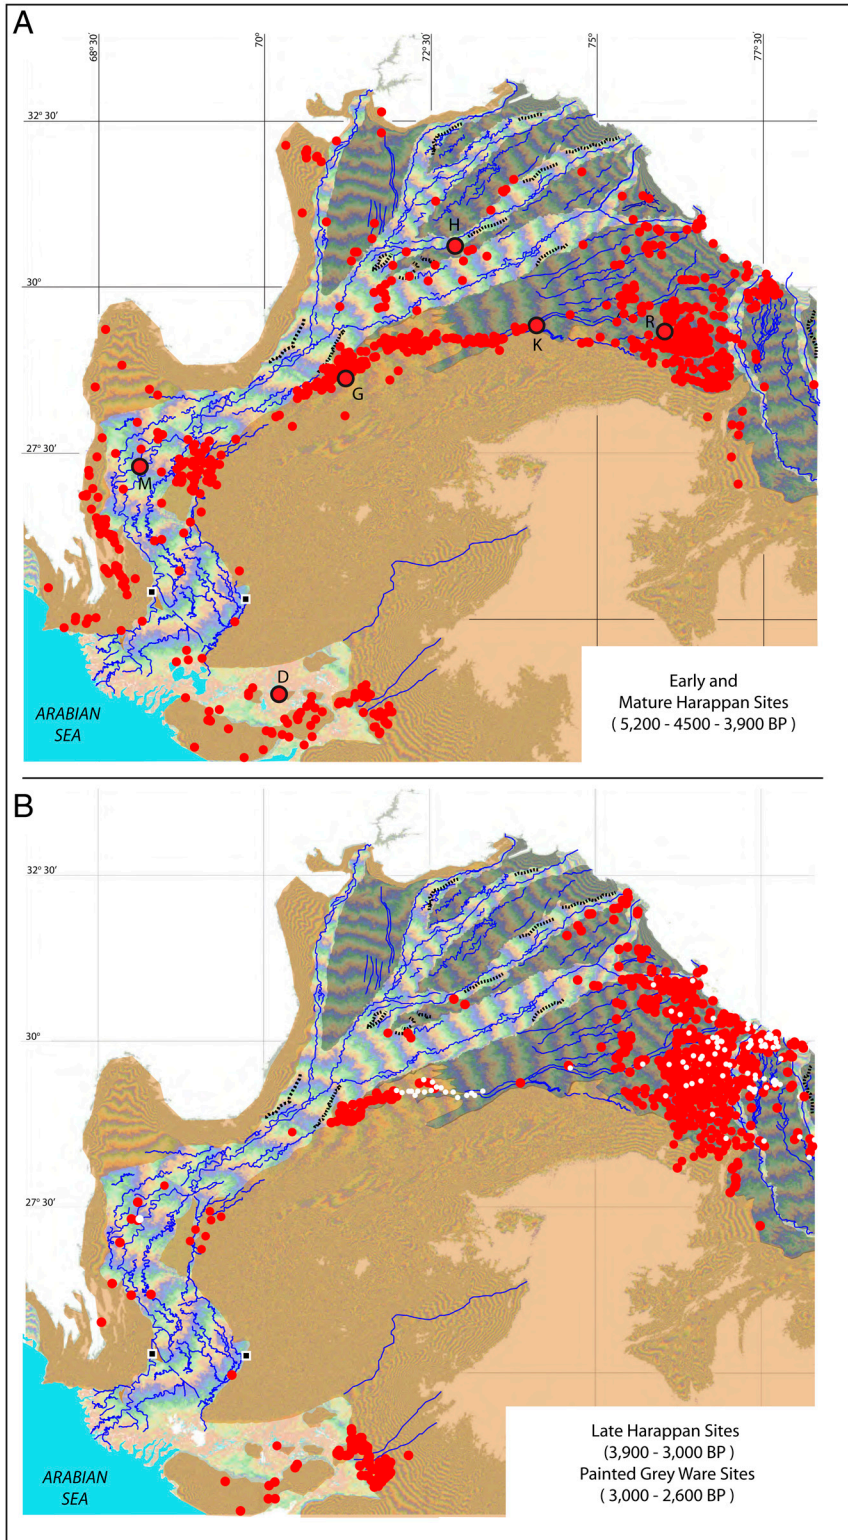 A
68° 30′
70°
72° 30′
75°
77° 30′
32° 30′
H
30°
K
R
G
27° 30′
M
D
ARABIAN
SEA
Early and
Mature Harappan Sites
( 5,200 - 4500 - 3,900 BP )
B
32° 30′
30°
27° 30′
ARABIAN
SEA
Late Harappan Sites
(3,900 - 3,000 BP )
Painted Grey Ware Sites
( 3,000 - 2,600 BP )